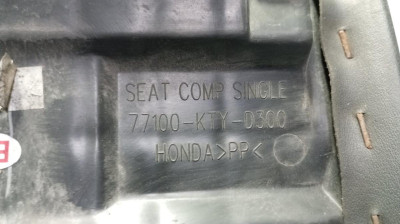 SEAT COMP SINGLE
77100-KTY-D300
HONDA >PP<